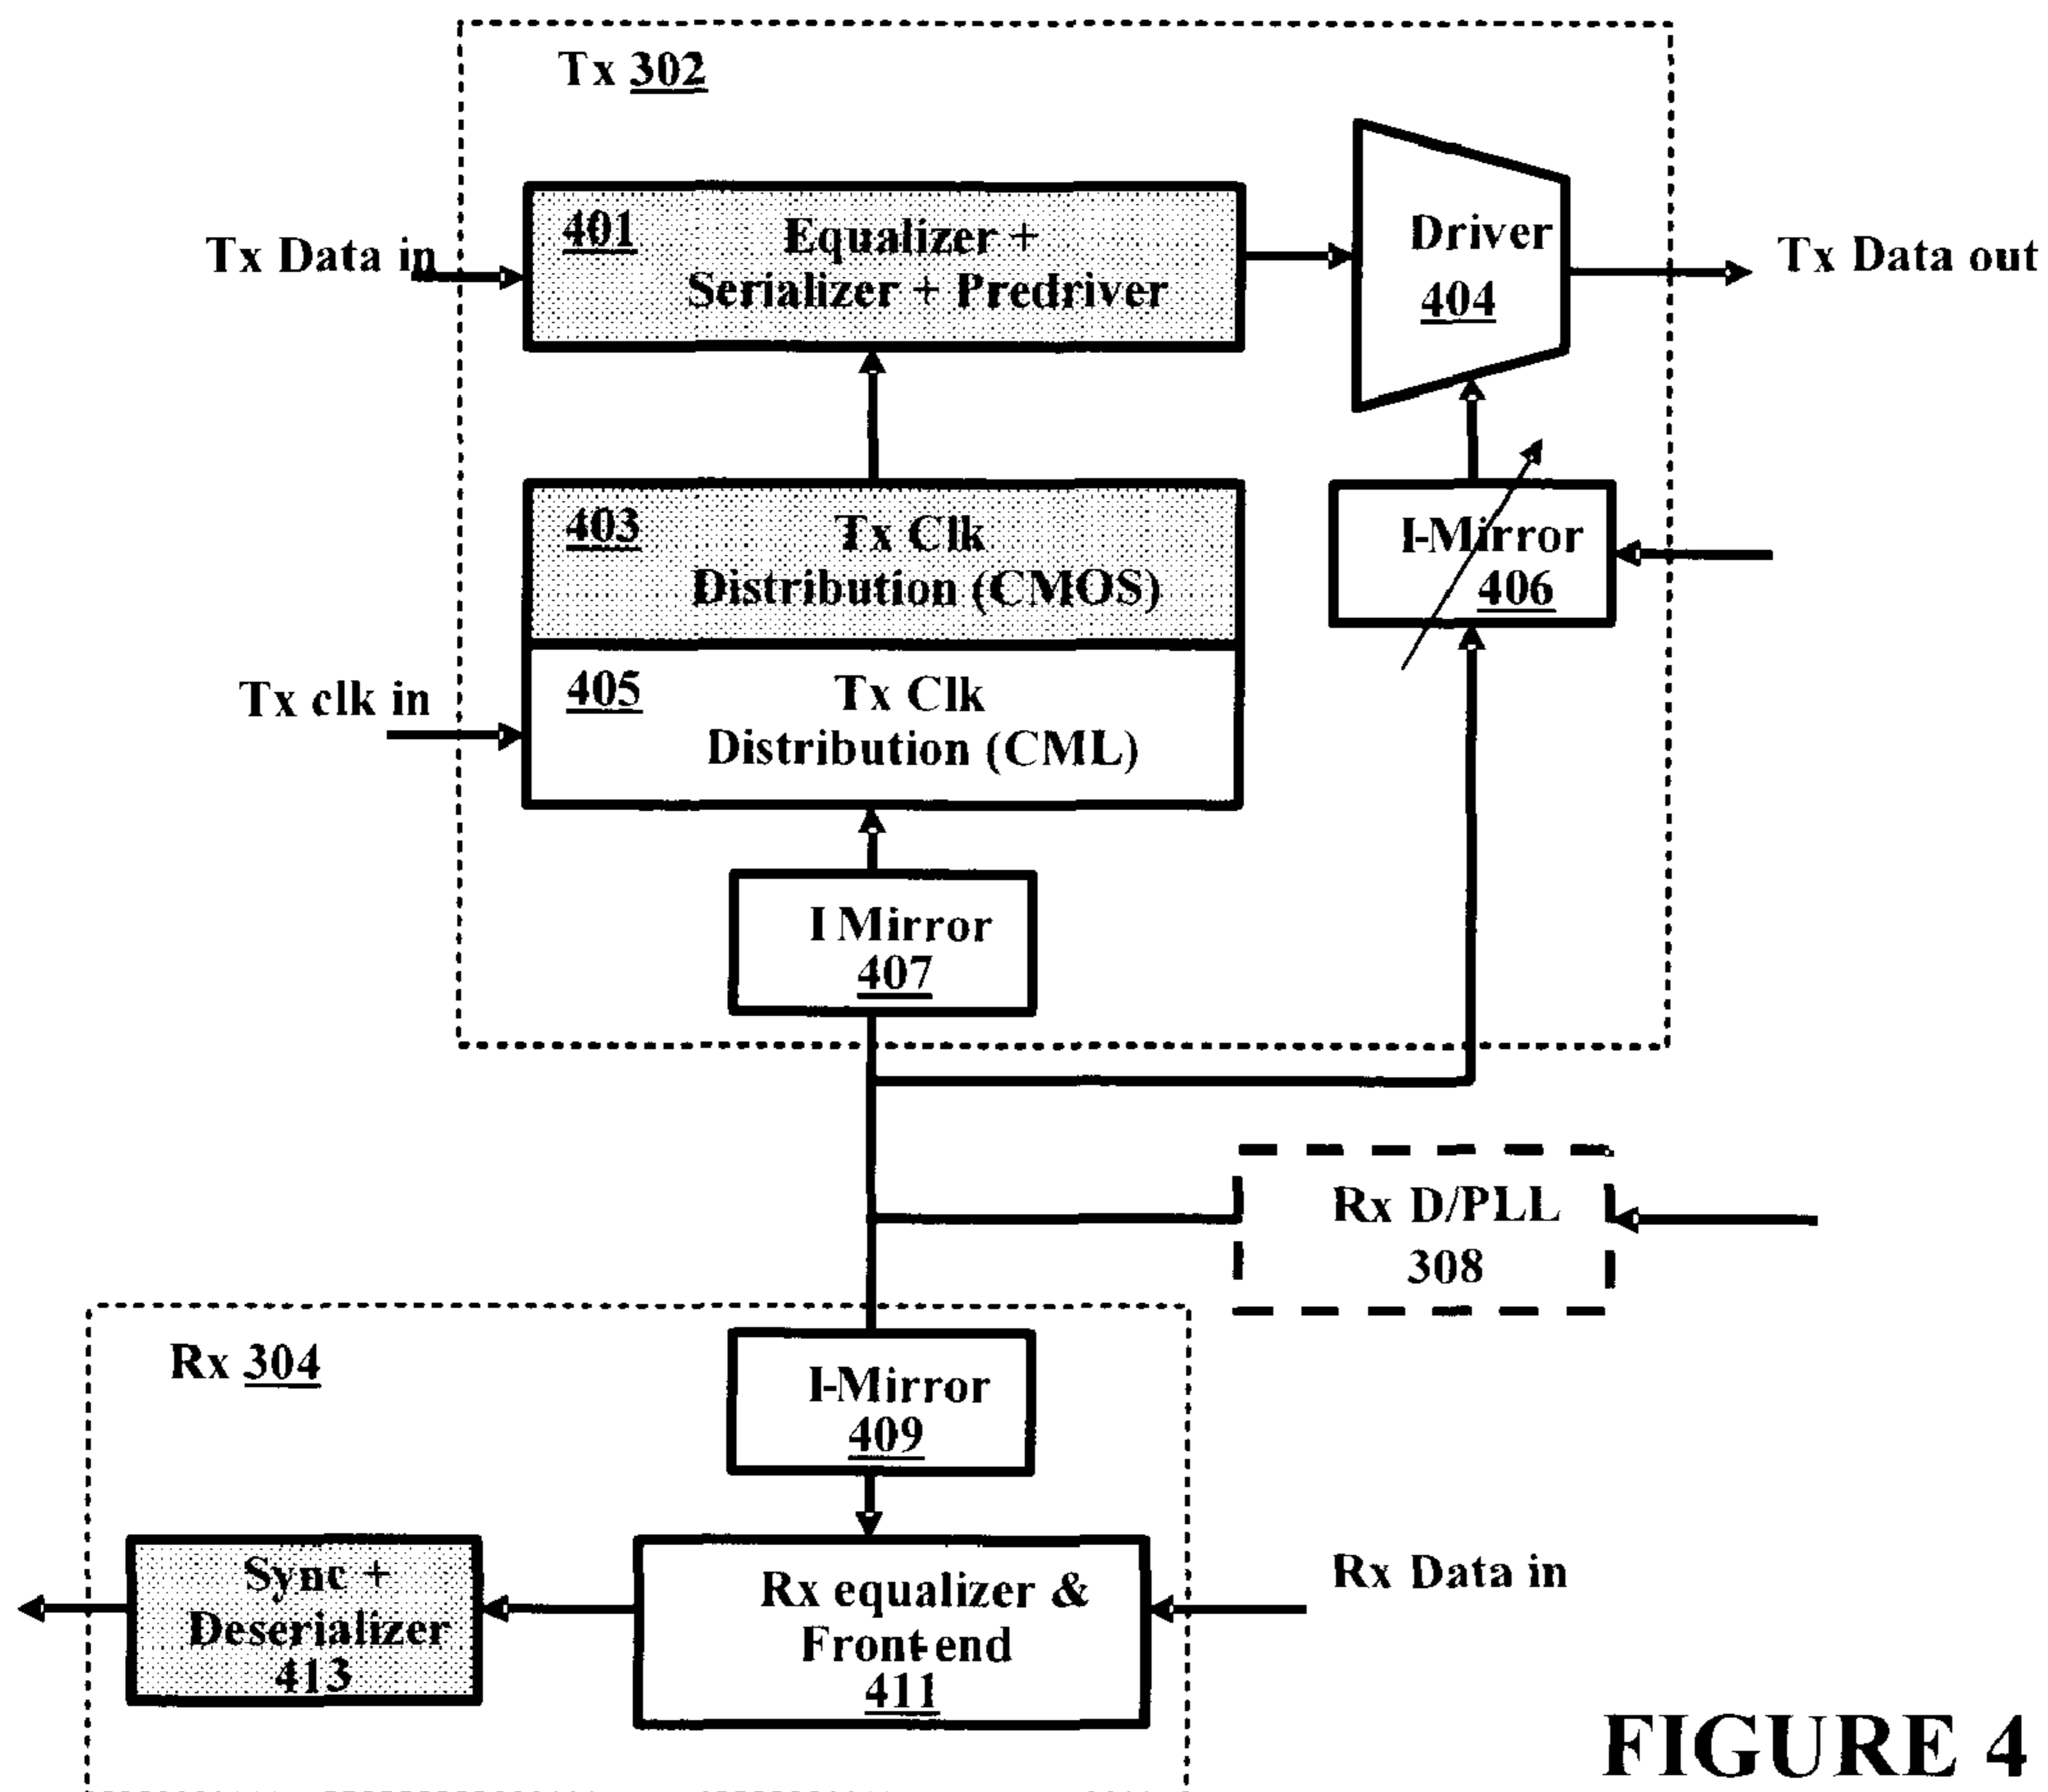 Tx 302
401
Equalizer +
Serializer + Predriver
Driver
404
Tx Data in
Tx Data out
403
Tx Clk
Distribution (CMOS)
I-Mirror
406
405
Tx Clk
Distribution (CML)
Tx clk in
I Mirror
407
Rx D/PLL
308
Rx 304
I-Mirror
409
Sync +
Deserializer
413
Rx equalizer &
Front-end
411
Rx Data in
FIGURE 4